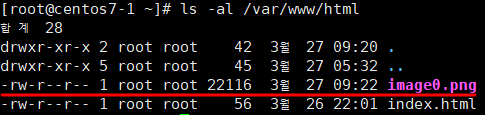 [root@centos7-1 ~]# ls -al /var/www/html
합계 28
drwxr-xr-x 2 root root 42 3월 27 09:20 .
drwxr-xr-x 5 root root 45 3월 27 05:32 ..
-rw-r--r-- 1 root root 22116 3월 27 09:22 image0.png
-rw-r--r-- 1 root root 56 3월 26 22:01 index.html